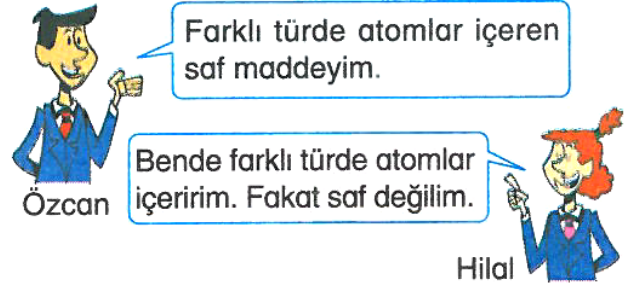 Farklı türde atomlar içeren
saf maddeyim.
Özcan
Bende farklı türde atomlar
içeririm. Fakat saf değilim.
Hilal